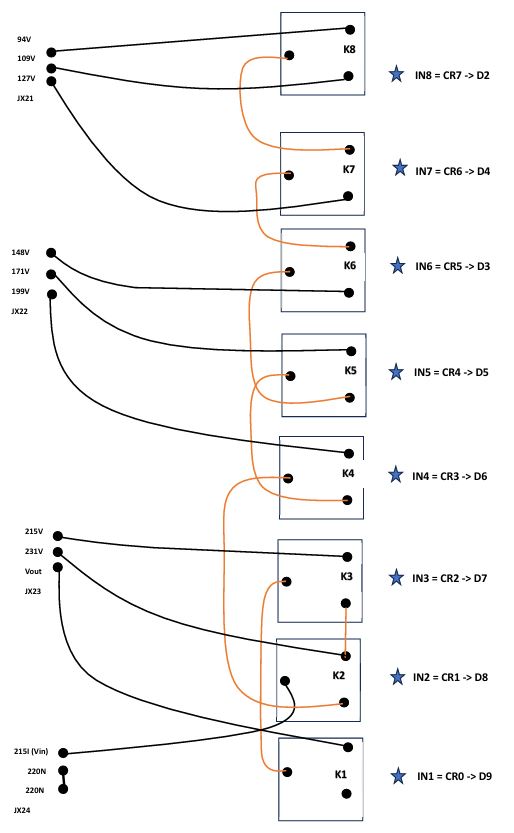 JX24
220N
220N
215I (Vin)
JX23
Vout
231V
215V
JX22
199V
171V
148V
JX21
127V
109V
94V
K1
K2
K3
K4
K5
K6
K7
K8
IN1 = CR0 -> D9
IN2 = CR1 -> D8
IN3 = CR2 -> D7
IN4 = CR3 -> D6
IN5 = CR4 -> D5
IN6 = CR5 -> D3
IN7 = CR6 -> D4
IN8 = CR7 -> D2